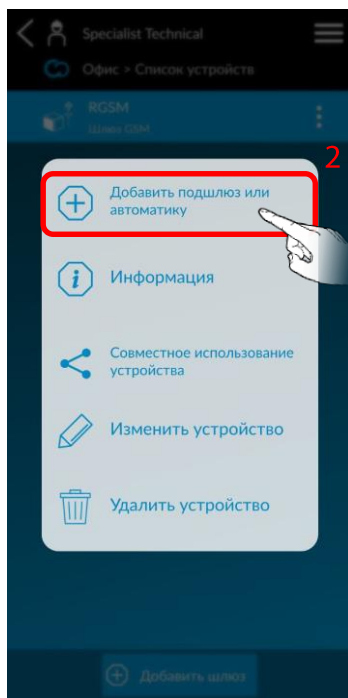 Specialist Technical
Офис > Список устройств
RGSM
Шлюз GSM
2
Добавить подшлюз или
автоматику
Информация
Совместное использование
устройства
Изменить устройство
Удалить устройство
Добавить шлюз